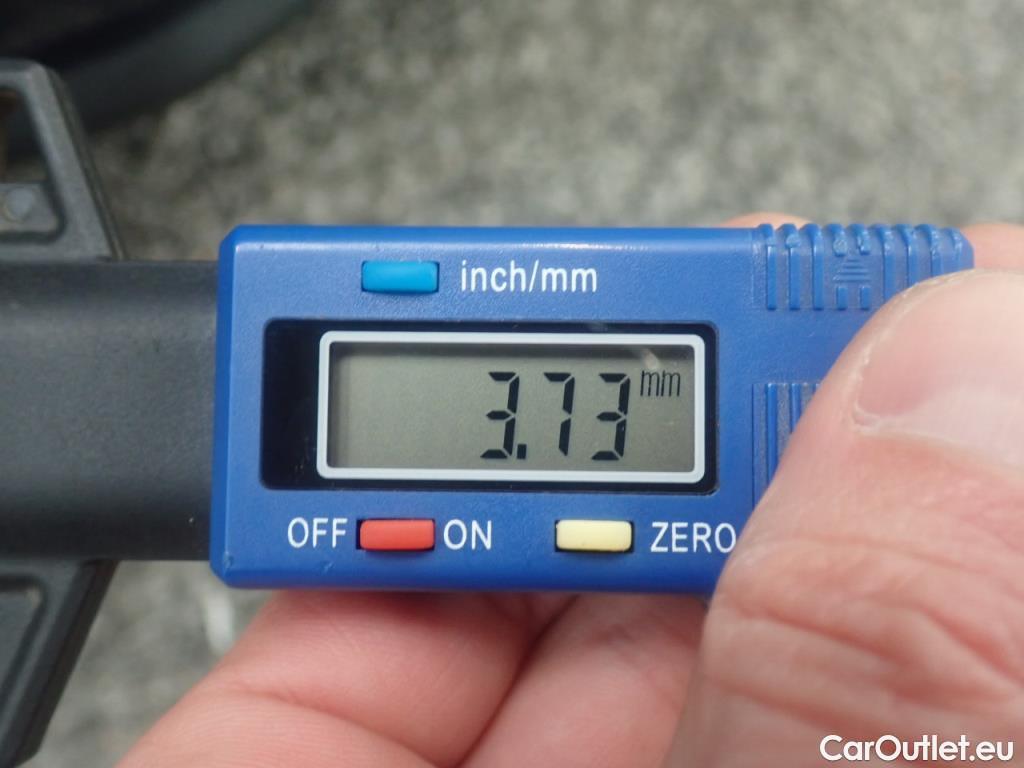 inch/mm
3.73 mm
OFF ON ZERO
CarOutlet.eu